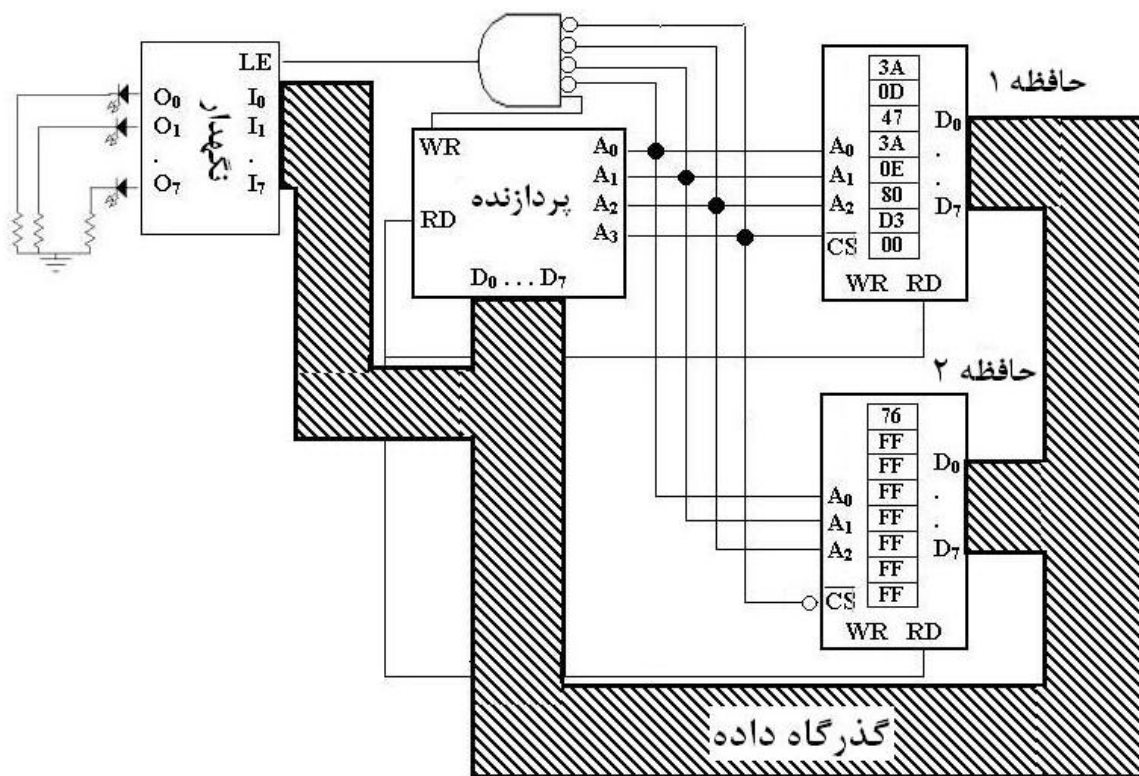 LE
O0 I0
O1 I1
. .
O7 I7
نگهدار
WR
RD
پردازنده
A0
A1
A2
A3
D0 . . . D7
حافظه ۱
3A
0D
47
3A
0E
80
D3
00
A0
A1
A2
CS
D0
.
.
D7
WR RD
حافظه ۲
76
FF
FF
FF
FF
FF
FF
FF
A0
A1
A2
CS
D0
.
.
D7
WR RD
گذرگاه داده